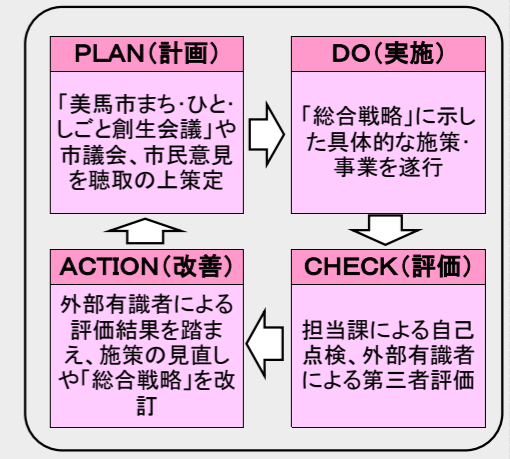 PLAN(計画)
「美馬市まち・ひと・
しごと創生会議」や
市議会、市民意見
を聴取の上策定
DO(実施)
「総合戦略」に示し
た具体的な施策・
事業を遂行
ACTION(改善)
外部有識者による
評価結果を踏ま
え、施策の見直し
や「総合戦略」を改
訂
CHECK(評価)
担当課による自己
点検、外部有識者
による第三者評価